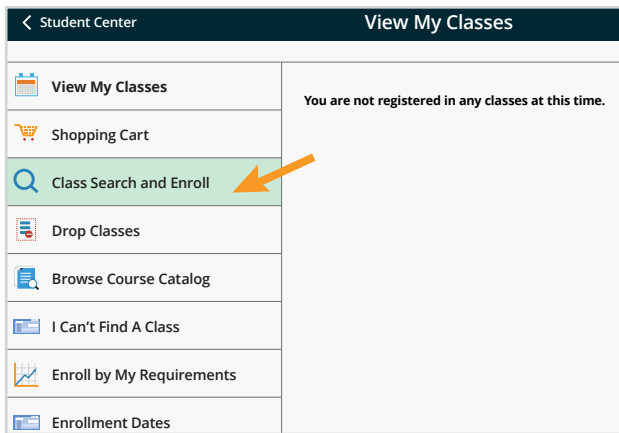 Student Center
View My Classes
View My Classes
You are not registered in any classes at this time.
Shopping Cart
Class Search and Enroll
Drop Classes
Browse Course Catalog
I Can't Find A Class
Enroll by My Requirements
Enrollment Dates